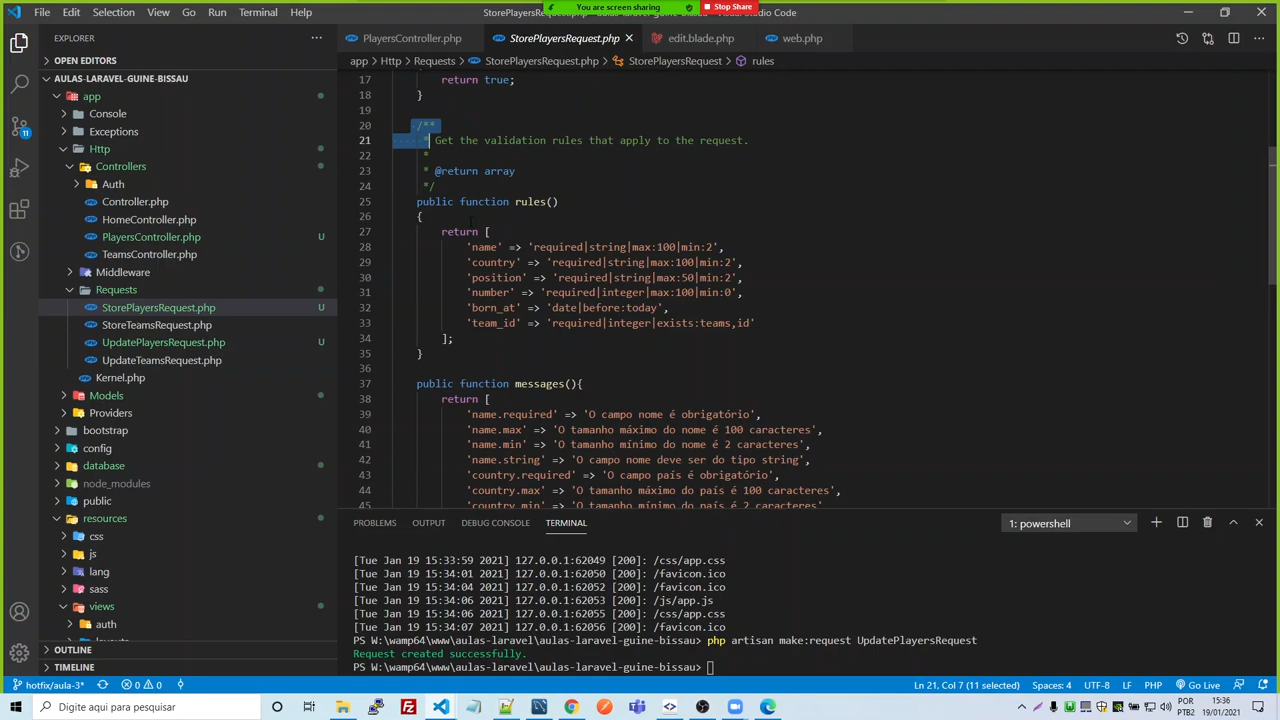 File Edit Selection View Go Run Terminal Help
StorePlayersRequest.php
Studio Code
You are screen sharing
Stop Share
EXPLORER
PlayersController.php
StorePlayersRequest.php
edit.blade.php
web.php
app > Http > Requests > StorePlayersRequest.php > StorePlayersRequest > rules
OPEN EDITORS
AULAS-LARAVEL-GUINE-BISSAU
app
Console
Exceptions
Http
Controllers
Auth
Controller.php
HomeController.php
PlayersController.php U
TeamsController.php
Middleware
Requests
StorePlayersRequest.php U
StoreTeamsRequest.php
UpdatePlayersRequest.php U
UpdateTeamsRequest.php
Kernel.php
Models
Providers
bootstrap
config
database
node_modules
public
resources
css
js
lang
sass
views
auth
OUTLINE
TIMELINE
11
17 return true;
18 }
19
20 /**
21 * Get the validation rules that apply to the request.
22 *
23 * @return array
24 */
25 public function rules()
26 {
27 return [
28 'name' => 'required|string|max:100|min:2',
29 'country' => 'required|string|max:100|min:2',
30 'position' => 'required|string|max:50|min:2',
31 'number' => 'required|integer|max:100|min:0',
32 'born_at' => 'date|before:today',
33 'team_id' => 'required|integer|exists:teams,id'
34 ];
35 }
36
37 public function messages(){
38 return [
39 'name.required' => 'O campo nome é obrigatório',
40 'name.max' => 'O tamanho máximo do nome é 100 caracteres',
41 'name.min' => 'O tamanho mínimo do nome é 2 caracteres',
42 'name.string' => 'O campo nome deve ser do tipo string',
43 'country.required' => 'O campo país é obrigatório',
44 'country.max' => 'O tamanho máximo do país é 100 caracteres',
45 'country.min' => 'O tamanho mínimo do país é 2 caracteres',
PROBLEMS OUTPUT DEBUG CONSOLE TERMINAL
1: powershell
[Tue Jan 19 15:33:59 2021] 127.0.0.1:62049 [200]: /css/app.css
[Tue Jan 19 15:34:01 2021] 127.0.0.1:62050 [200]: /favicon.ico
[Tue Jan 19 15:34:04 2021] 127.0.0.1:62052 [200]: /favicon.ico
[Tue Jan 19 15:34:06 2021] 127.0.0.1:62053 [200]: /js/app.js
[Tue Jan 19 15:34:06 2021] 127.0.0.1:62055 [200]: /css/app.css
[Tue Jan 19 15:34:07 2021] 127.0.0.1:62056 [200]: /favicon.ico
PS W:\wamp64\www\aulas-laravel\aulas-laravel-guine-bissau> php artisan make:request UpdatePlayersRequest
Request created successfully.
PS W:\wamp64\www\aulas-laravel\aulas-laravel-guine-bissau>
hotfix/aula-3* 0 0
Ln 21, Col 7 (11 selected) Spaces: 4 UTF-8 LF PHP Go Live
Digite aqui para pesquisar
POR
PTB2
15:36
19/01/2021